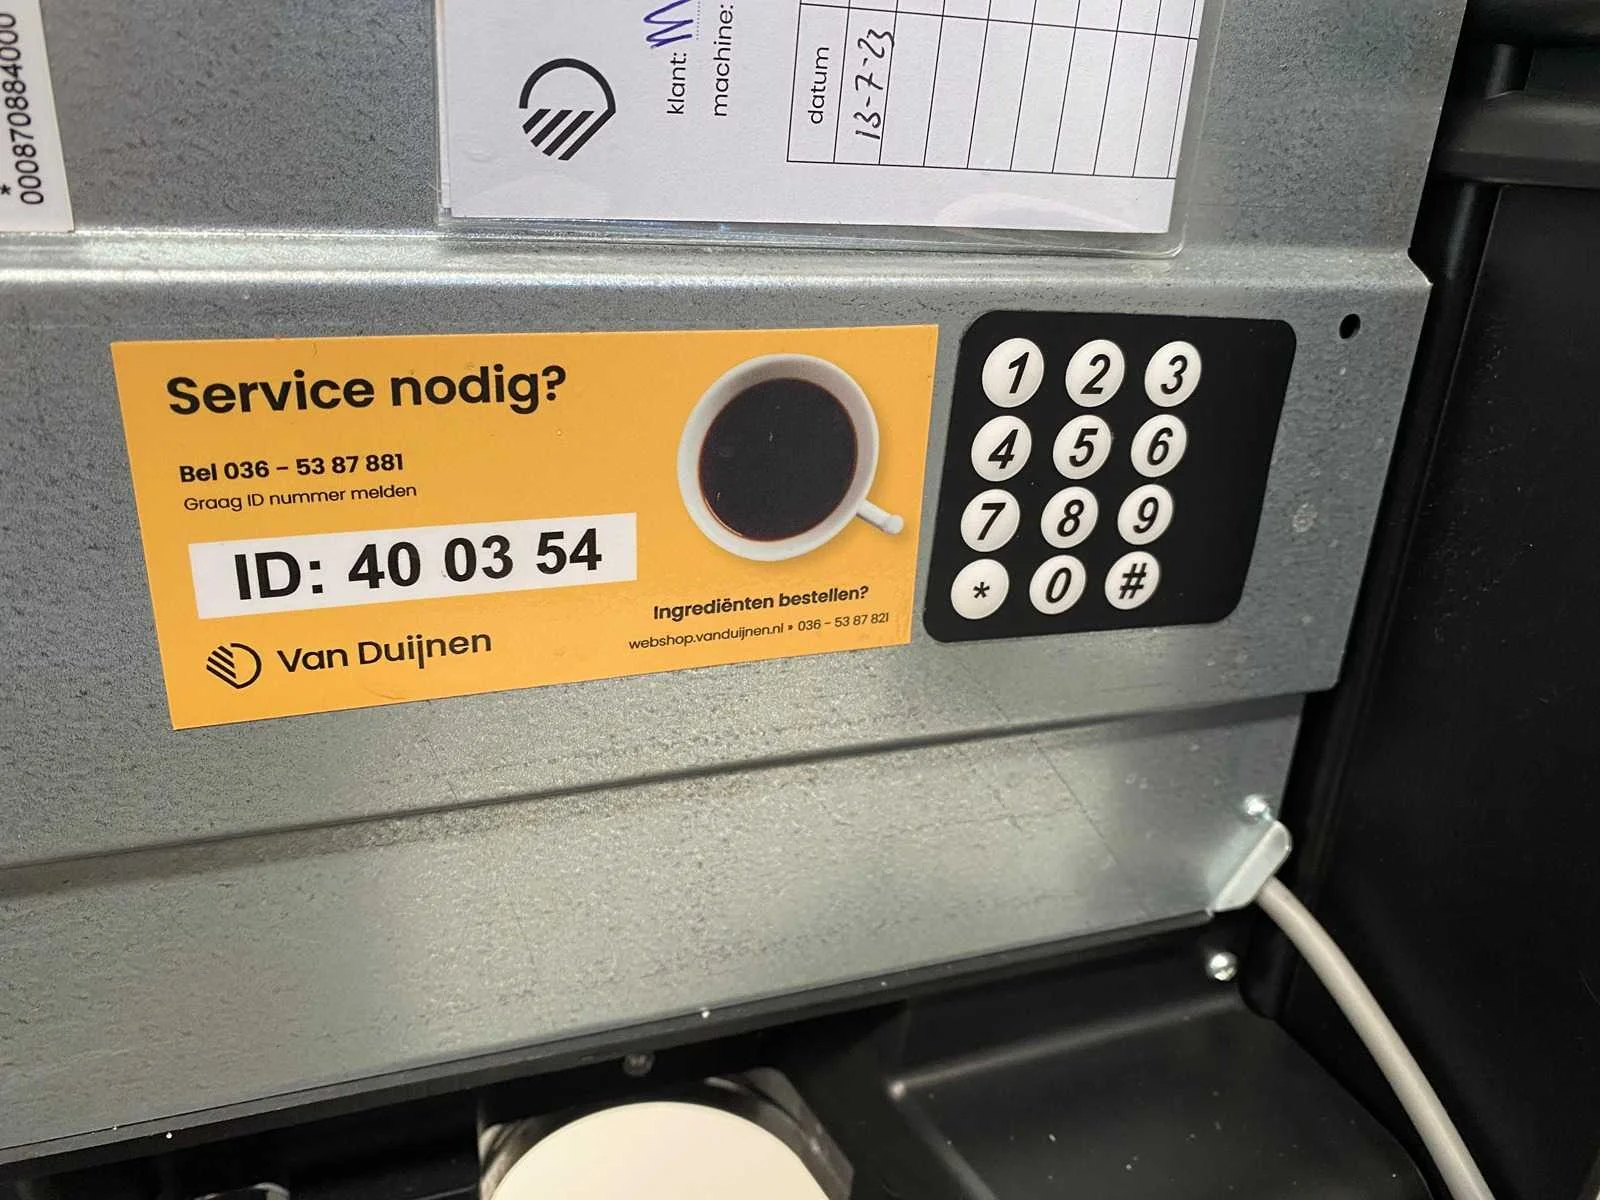 *
000870884000
klant:
machine:
datum
13-7-23
Service nodig?
Bel 036 - 53 87 881
Graag ID nummer melden
ID: 40 03 54
Van Duijnen
Ingrediënten bestellen?
webshop.vanduijnen.nl • 036 - 53 87 821
1 2 3
4 5 6
7 8 9
* 0 #